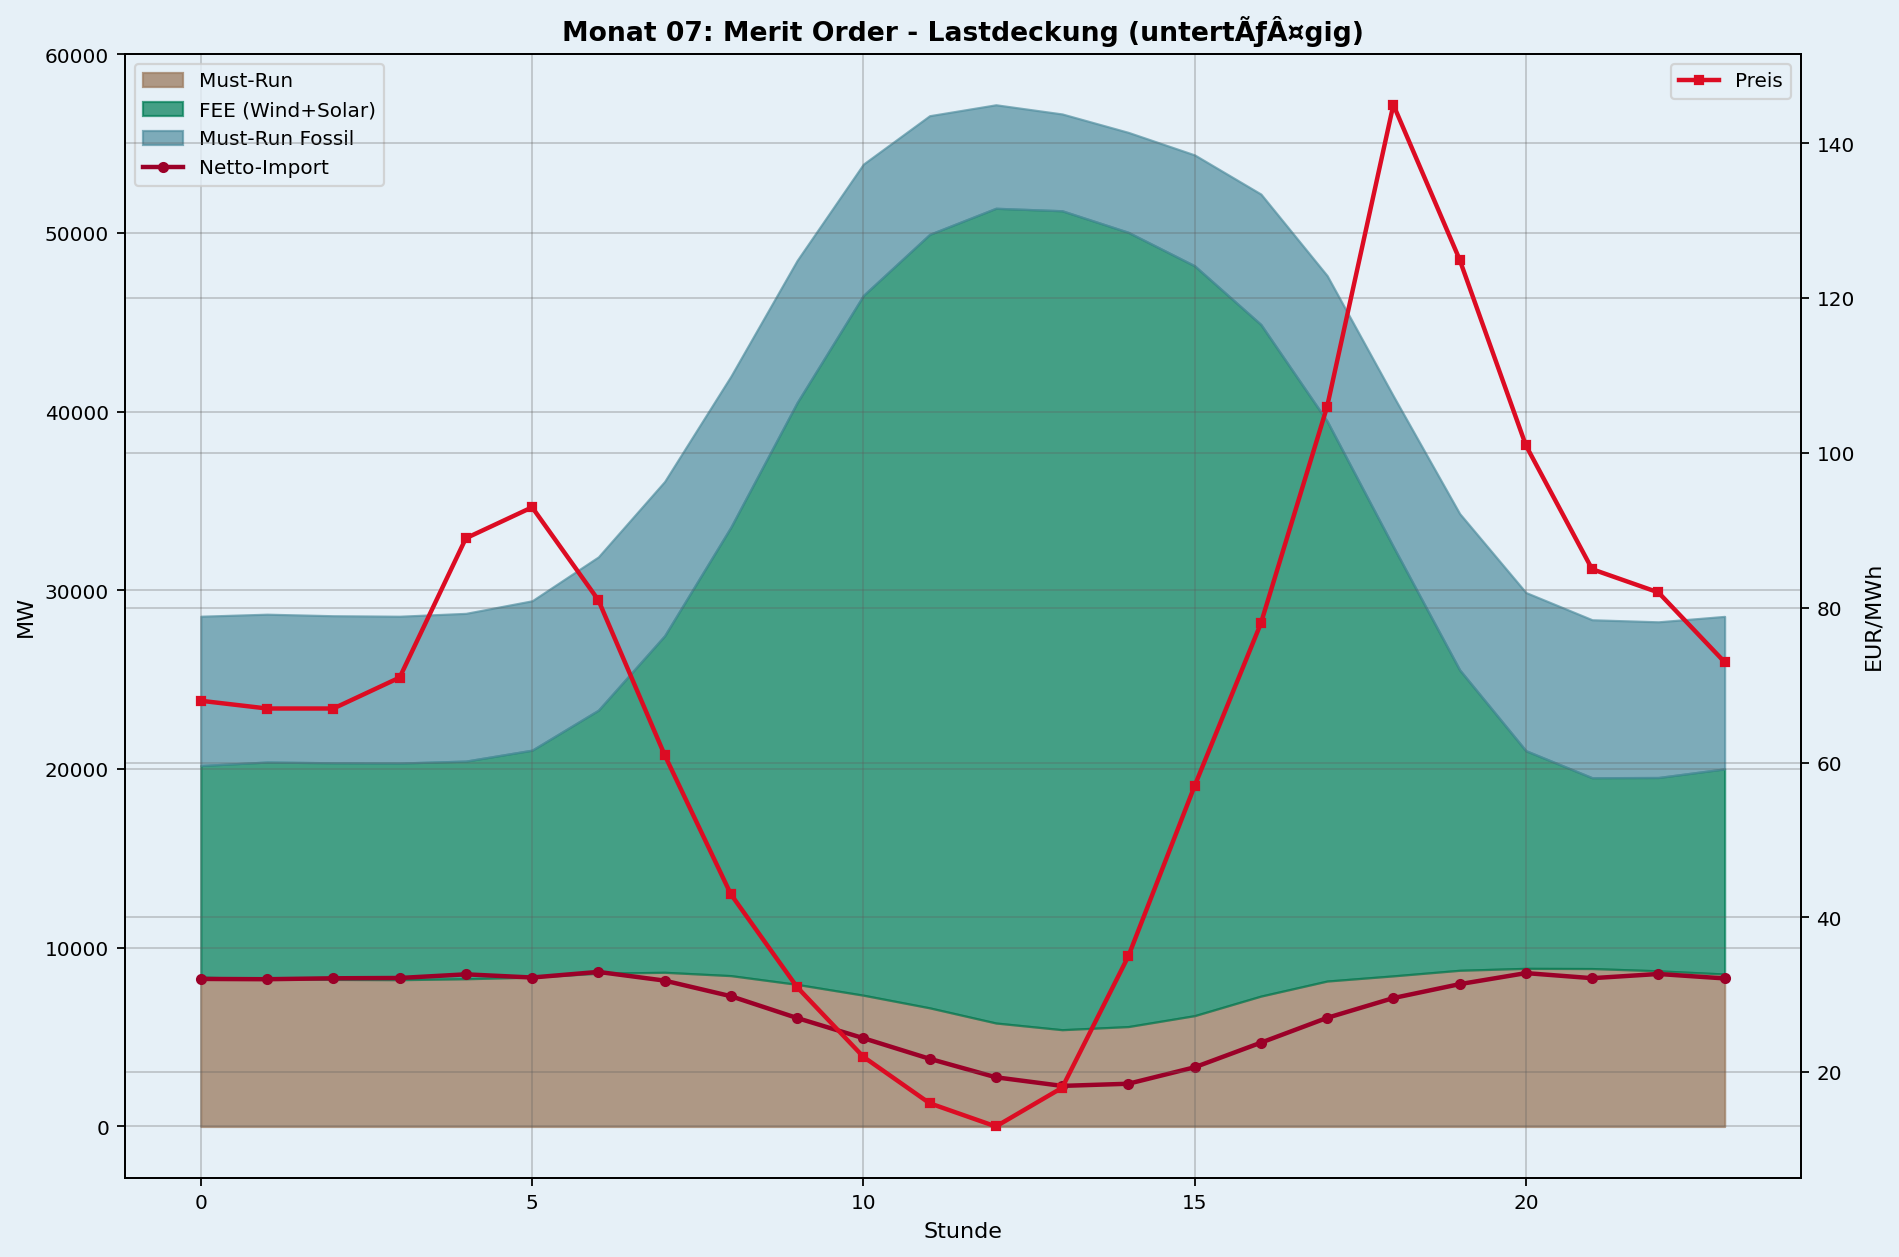 Monat 07: Merit Order - Lastdeckung (untertÃƒÂ¤gig)
Must-Run
FEE (Wind+Solar)
Must-Run Fossil
Netto-Import
Preis
MW
60000
50000
40000
30000
20000
10000
0
140
120
100
80
60
40
20
EUR/MWh
0 5 10 15 20
Stunde